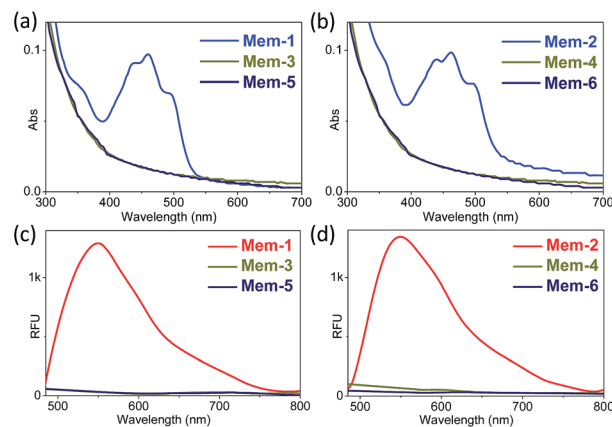 (a)
Mem-1
Mem-3
Mem-5
0.1
0.0
Abs
300 400 500 600 700
Wavelength (nm)
(b)
Mem-2
Mem-4
Mem-6
0.1
0.0
Abs
300 400 500 600 700
Wavelength (nm)
(c)
Mem-1
Mem-3
Mem-5
1k
0
RFU
500 600 700 800
Wavelength (nm)
(d)
Mem-2
Mem-4
Mem-6
1k
0
RFU
500 600 700 800
Wavelength (nm)